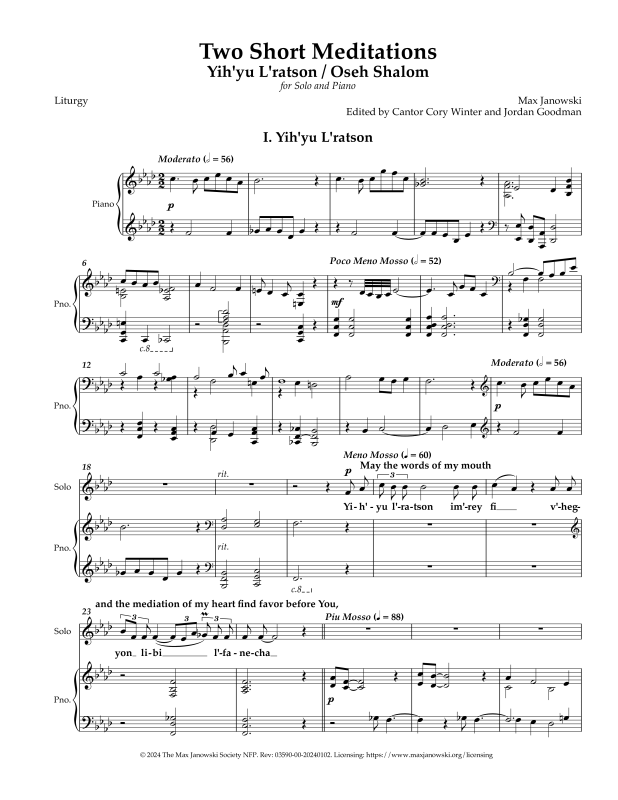 Two Short Meditations
Yih'yu L'ratson / Oseh Shalom
for Solo and Piano
Liturgy
Max Janowski
Edited by Cantor Cory Winter and Jordan Goodman
I. Yih'yu L'ratson
Moderato (𝅗𝅥 = 56)
Piano
p
6
Poco Meno Mosso (𝅗𝅥 = 52)
Pno.
mf
c.8
12
Moderato (𝅗𝅥 = 56)
Pno.
p
18
Meno Mosso (♩ = 60)
rit.
p May the words of my mouth
Solo
3 3
Yi-h'-yu l'-ra-tson im'-rey fi v'-heg-
rit.
Pno.
c.8
23
and the mediation of my heart find favor before You,
Piu Mosso (♩ = 88)
Solo
3 3 3
yon li-bi l'-fa-ne-cha
Pno.
p
© 2024 The Max Janowski Society NFP. Rev: 03590-00-20240102. Licensing: https://www.maxjanowski.org/licensing